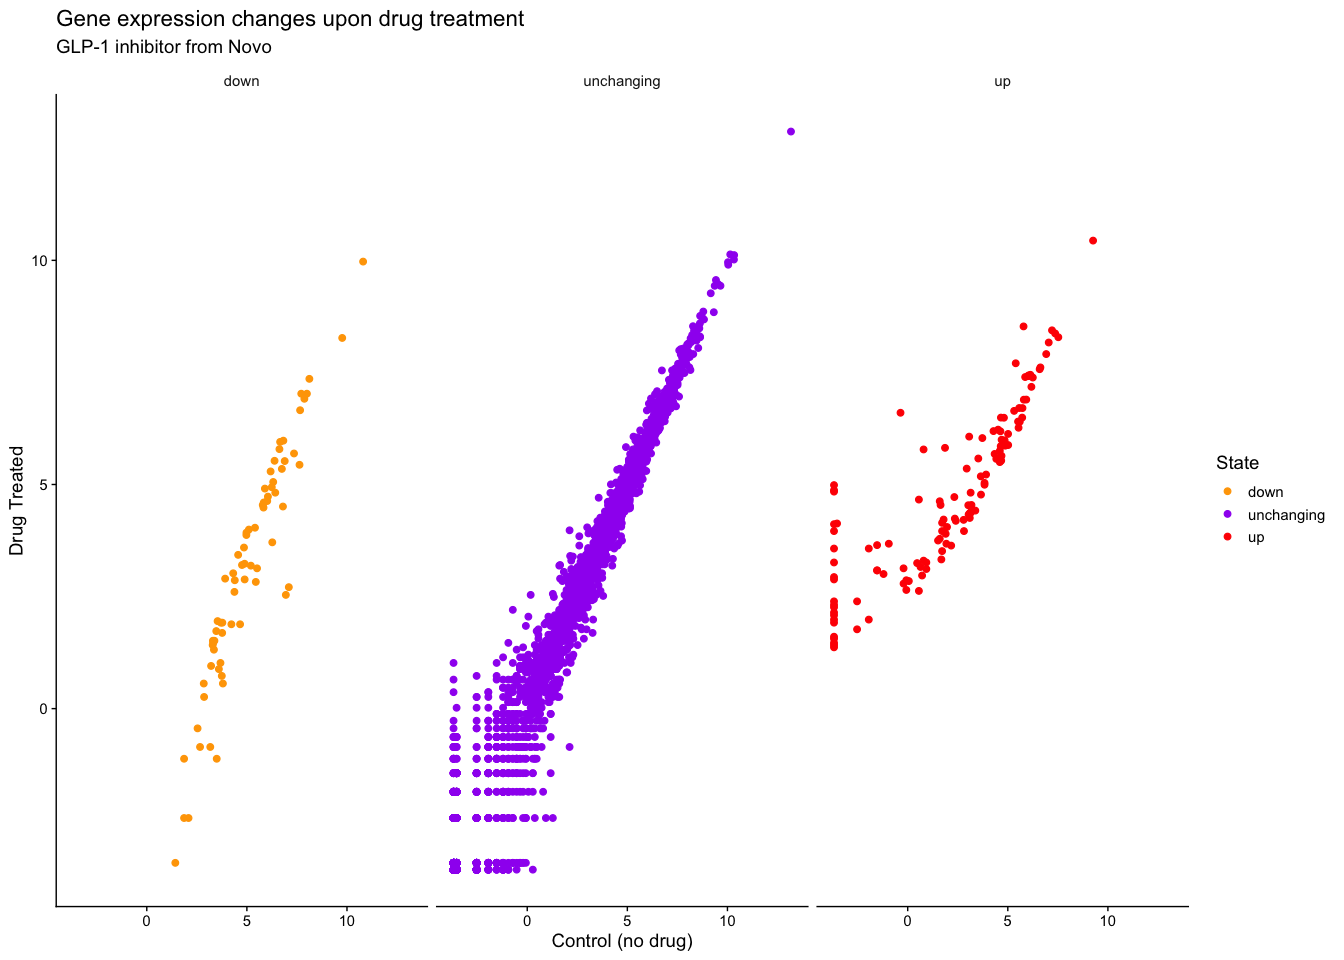 Gene expression changes upon drug treatment
GLP-1 inhibitor from Novo
down unchanging up
10
5
0
0 5 10 0 5 10 0 5 10
Control (no drug)
Drug Treated
State
down
unchanging
up